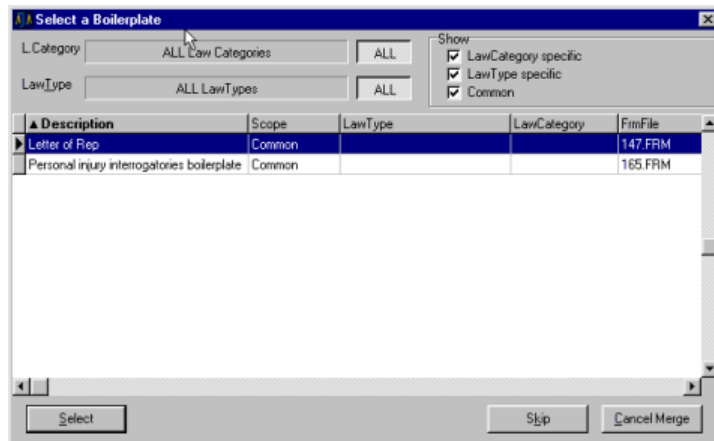 Select a Boilerplate
L.Category ALL Law Categories ALL
LawType ALL LawTypes ALL
Show
LawCategory specific
LawType specific
Common
Description Scope LawType LawCategory FrmFile
Letter of Rep Common 147.FRM
Personal injury interrogatories boilerplate Common 165.FRM
Select Skip Cancel Merge